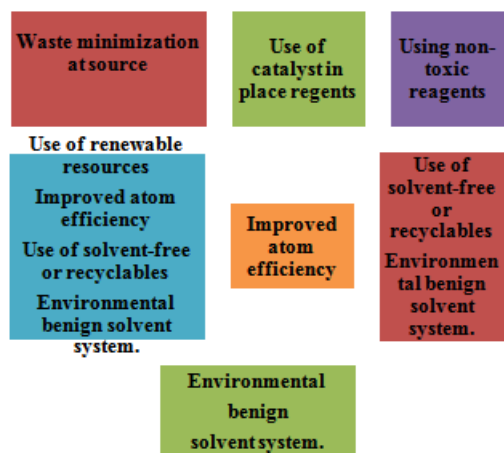 Waste minimization
at source
Use of
catalyst in
place regents
Using non-
toxic
reagents
Use of renewable
resources
Improved atom
efficiency
Use of solvent-free
or recyclables
Environmental
benign solvent
system.
Improved
atom
efficiency
Use of
solvent-free
or
recyclables
Environmen
tal benign
solvent
system.
Environmental
benign
solvent system.